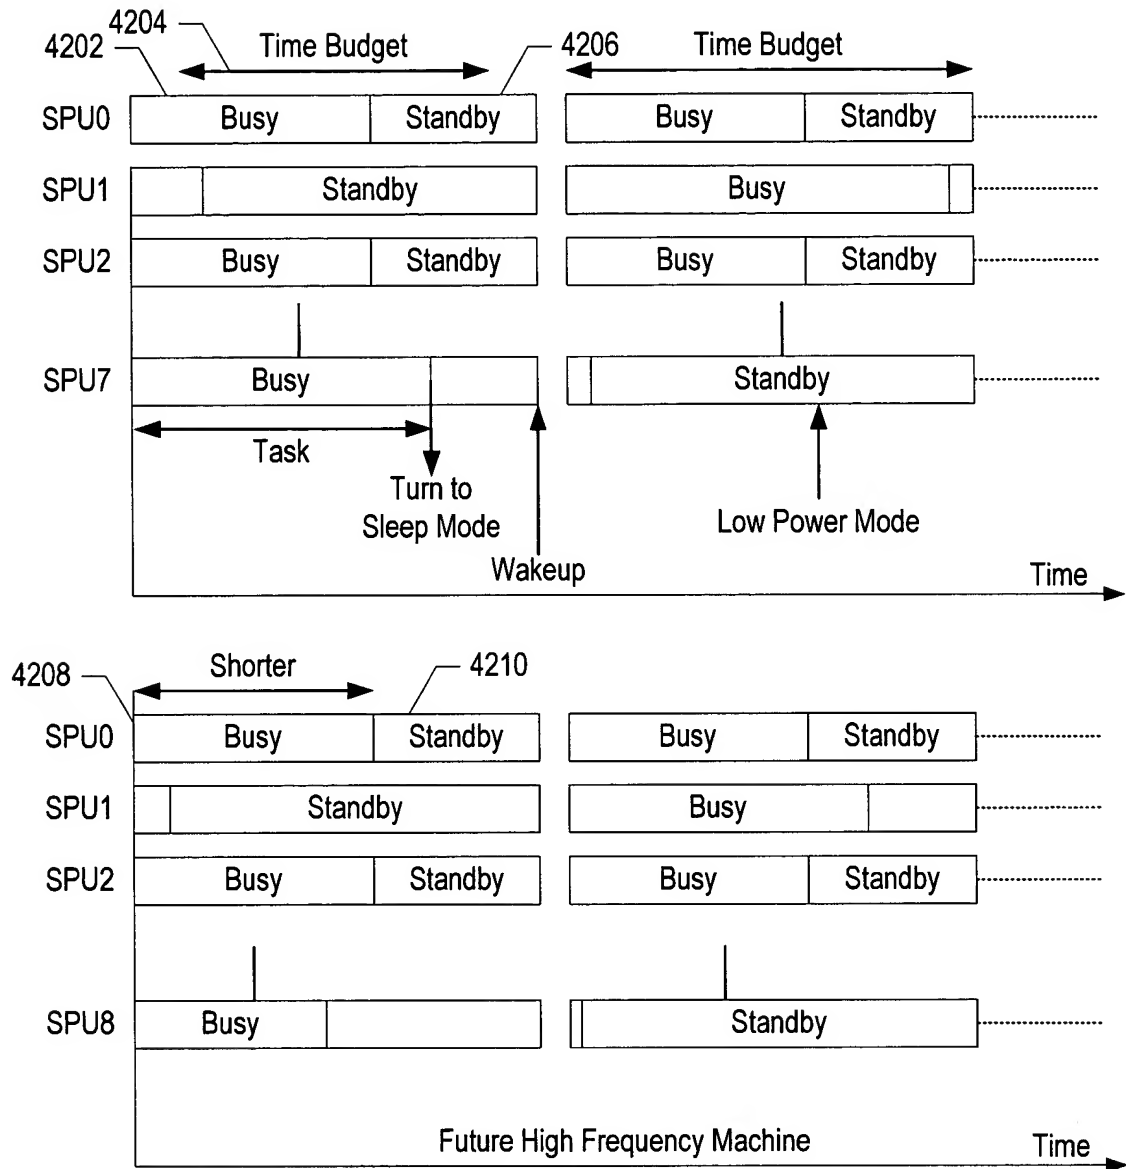 4204
4202
Time Budget
4206
Time Budget
SPU0
Busy
Standby
Busy
Standby
SPU1
Standby
Busy
SPU2
Busy
Standby
Busy
Standby
SPU7
Busy
Standby
Task
Turn to
Sleep Mode
Low Power Mode
Wakeup
Time
4208
Shorter
4210
SPU0
Busy
Standby
Busy
Standby
SPU1
Standby
Busy
SPU2
Busy
Standby
Busy
Standby
SPU8
Busy
Standby
Future High Frequency Machine
Time